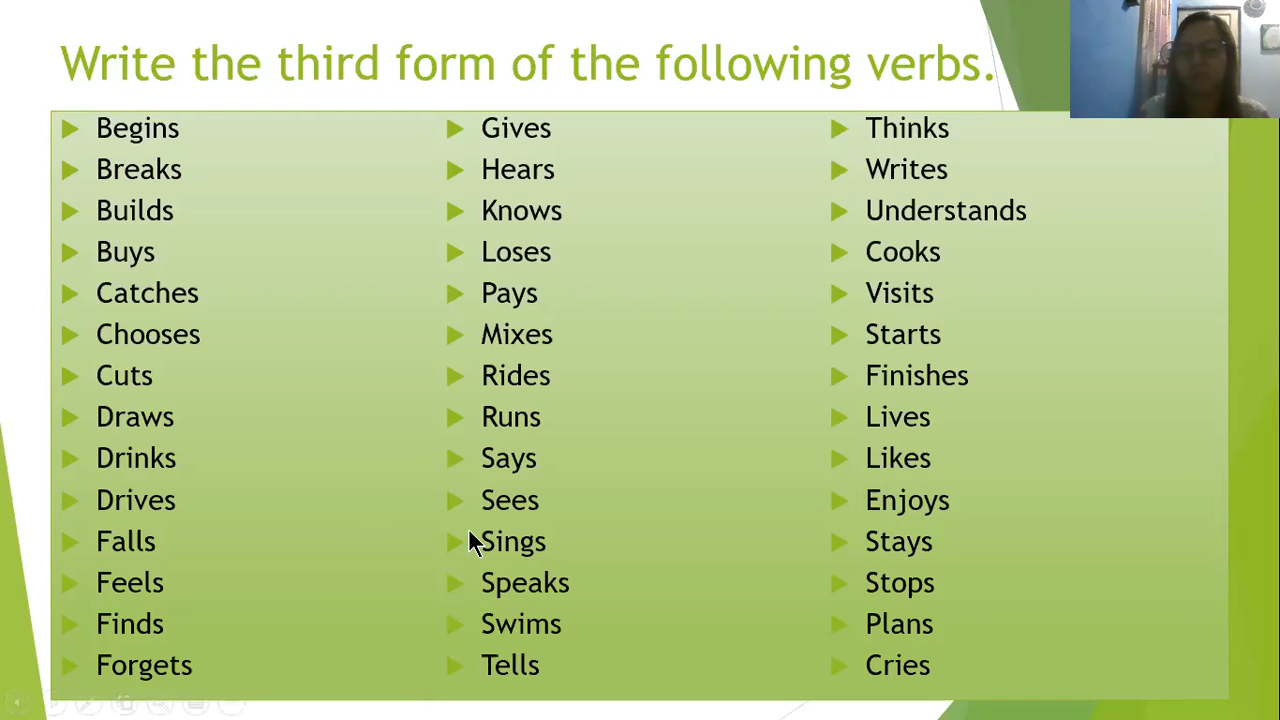 Write the third form of the following verbs.
Begins
Breaks
Builds
Buys
Catches
Chooses
Cuts
Draws
Drinks
Drives
Falls
Feels
Finds
Forgets
Gives
Hears
Knows
Loses
Pays
Mixes
Rides
Runs
Says
Sees
Sings
Speaks
Swims
Tells
Thinks
Writes
Understands
Cooks
Visits
Starts
Finishes
Lives
Likes
Enjoys
Stays
Stops
Plans
Cries